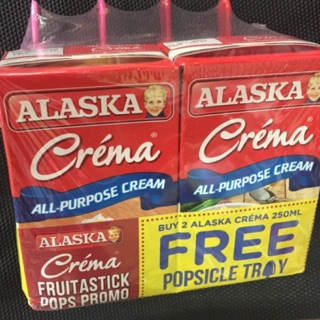 ALASKA
Créma
ALL-PURPOSE CREAM
ALASKA
Créma
ALL-PURPOSE CREAM
ALASKA
Créma
FRUITASTICK
POPS PROMO
BUY 2 ALASKA CRÉMA 250ML
FREE
POPSICLE TRAY